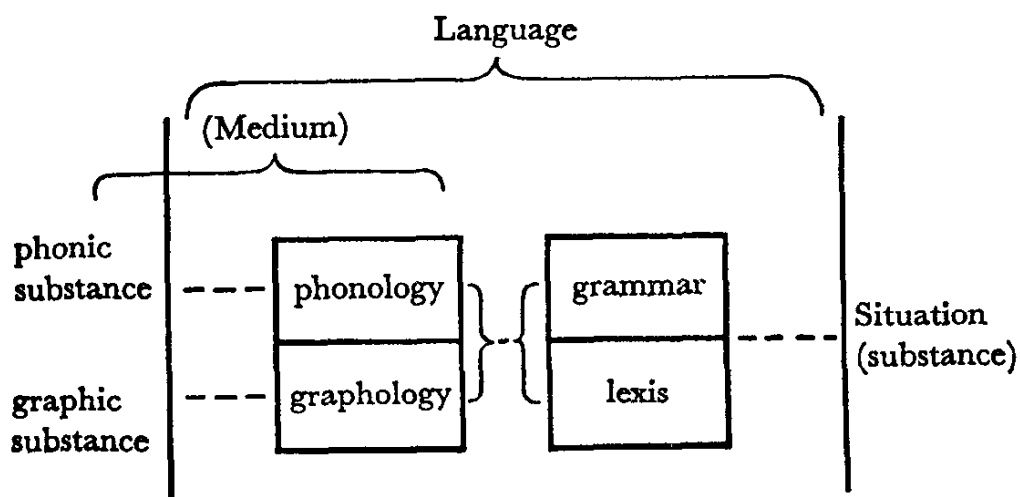 Language
(Medium)
phonic
substance
phonology
grammar
Situation
(substance)
graphic
substance
graphology
lexis